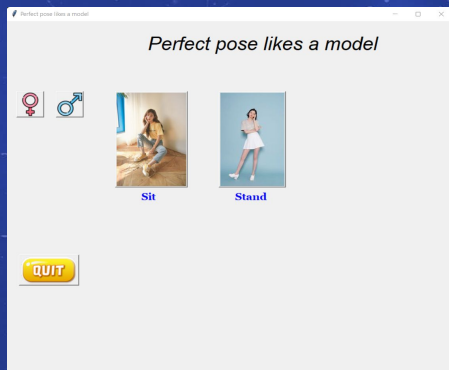 Perfect pose likes a model
Perfect pose likes a model
Sit
Stand
QUIT